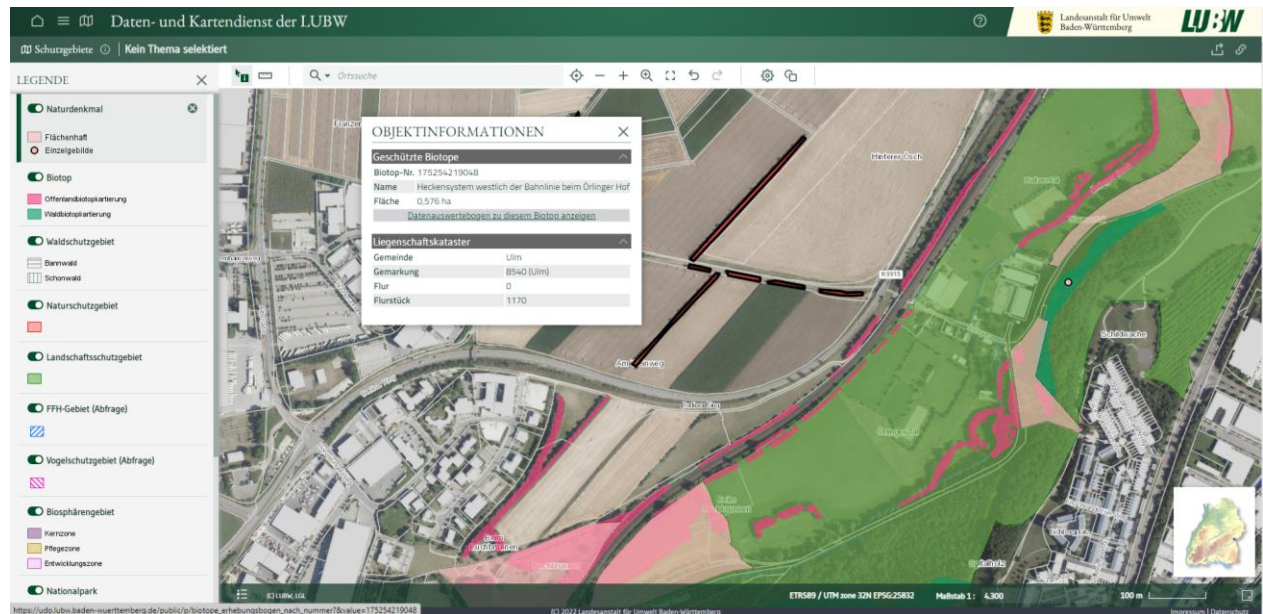 Daten- und Kartendienst der LUBW
Landesanstalt für Umwelt
Baden-Württemberg
LU:W
Schutzgebiete | Kein Thema selektiert
LEGENDE
Ortssuche
Naturdenkmal
Flächenhaft
Einzelgebilde
Biotop
Offenlandbiotopkartierung
Waldbiotopkartierung
Waldschutzgebiet
Bannwald
Schonwald
Naturschutzgebiet
Landschaftsschutzgebiet
FFH-Gebiet (Abfrage)
Vogelschutzgebiet (Abfrage)
Biosphärengebiet
Kernzone
Pflegezone
Entwicklungszone
Nationalpark
OBJEKTINFORMATIONEN
Geschützte Biotope
Biotop-Nr. 175254219048
Name Heckensystem westlich der Bahnlinie beim Örlinger Hof
Fläche 0,576 ha
Datenauswertebogen zu diesem Biotop anzeigen
Liegenschaftskataster
Gemeinde Ulm
Gemarkung 8540 (Ulm)
Flur 0
Flurstück 1170
Hinteres Ösch
K9915
Schildwache
(C) LUBW, LGL
ETRS89 / UTM zone 32N EPSG:25832
Maßstab 1: 4.300
100 m
https://udo.lubw.baden-wuerttemberg.de/public/p/biotope_erhebungsbogen_nach_nummer?&value=175254219048
(C) 2022 Landesanstalt für Umwelt Baden-Württemberg
Impressum | Datenschutz